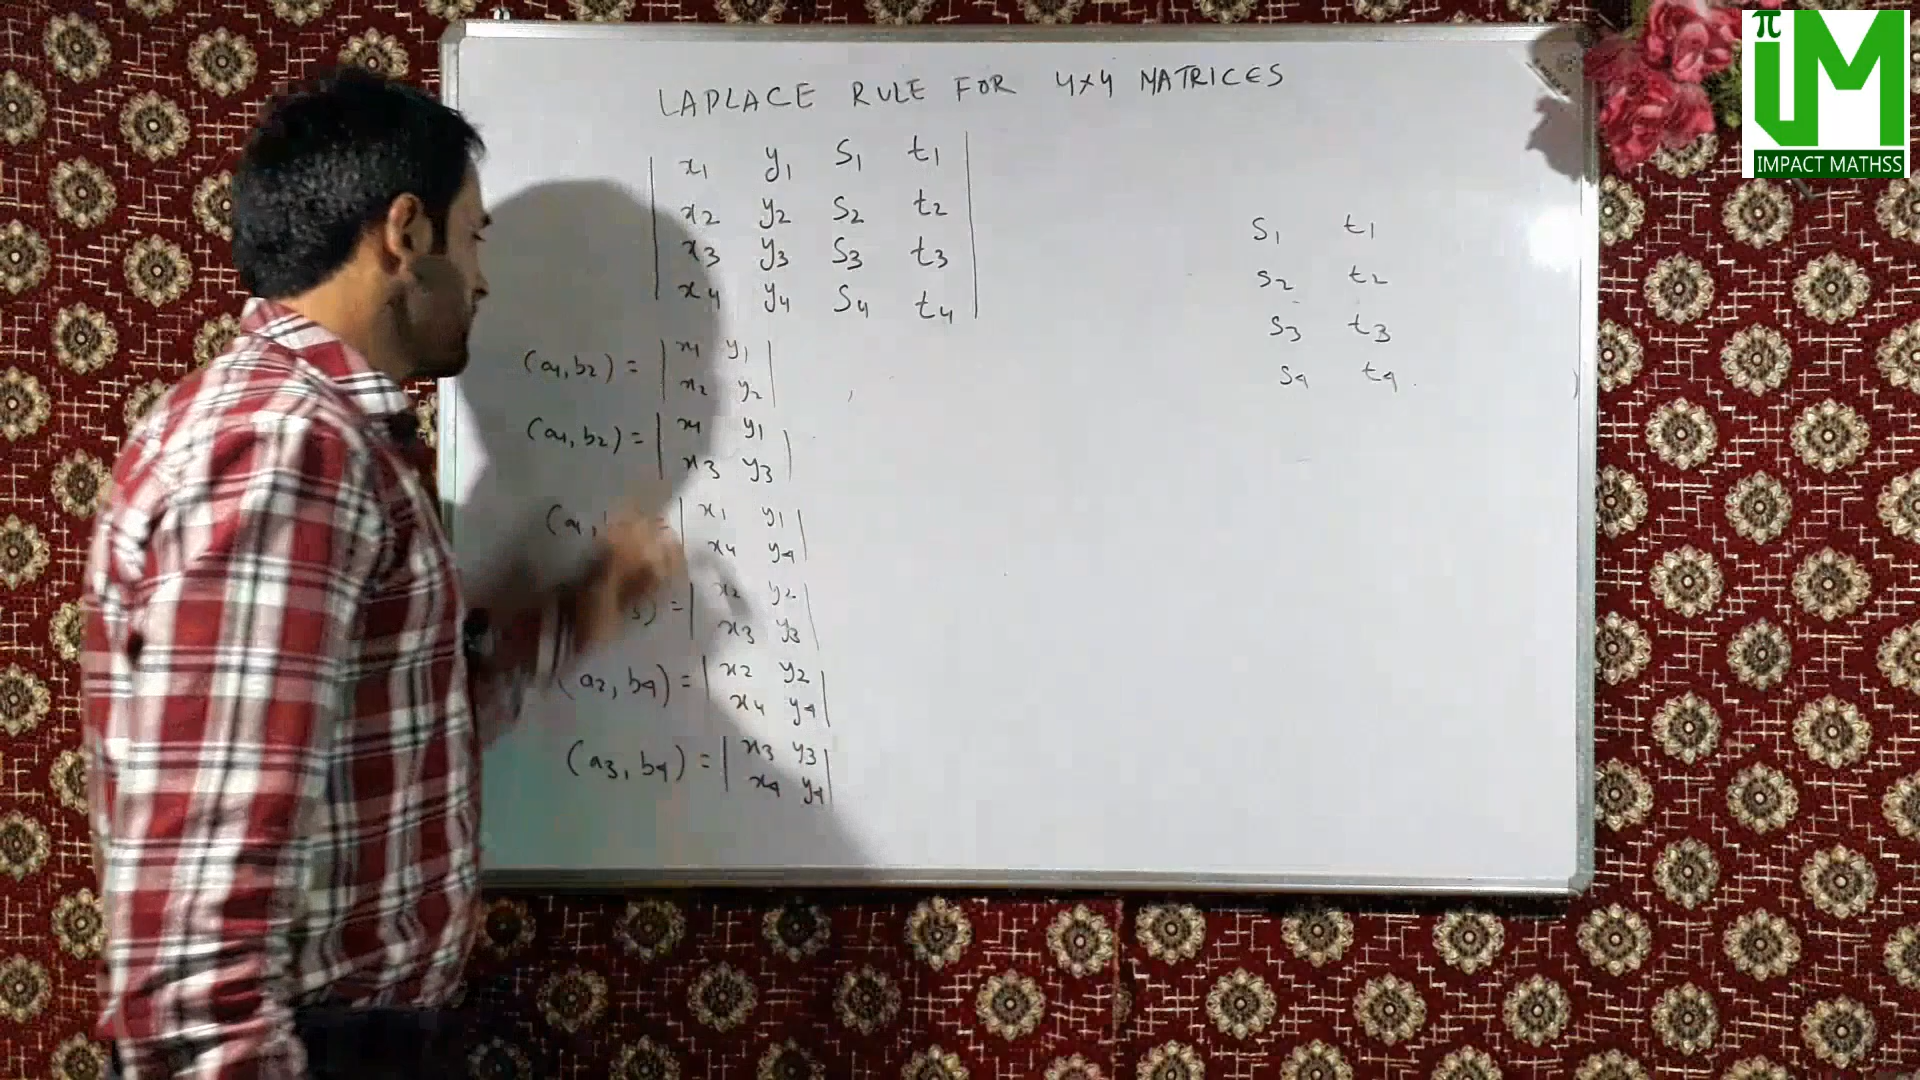 π
iM
IMPACT MATHSS
LAPLACE RULE FOR 4×4 MATRICES
x1 y1 S1 t1
x2 y2 S2 t2
x3 y3 S3 t3
x4 y4 S4 t4
S1 t1
S2 t2
S3 t3
S4 t4
(a1, b2) = | x1 y1 |
x2 y2
(a1, b2) = | x1 y1 |
x3 y3
(a1, = | x1 y1 |
x4 y4
) = | x2 y2 |
x3 y3
(a2, b4) = | x2 y2 |
x4 y4
(a3, b4) = | x3 y3 |
x4 y4